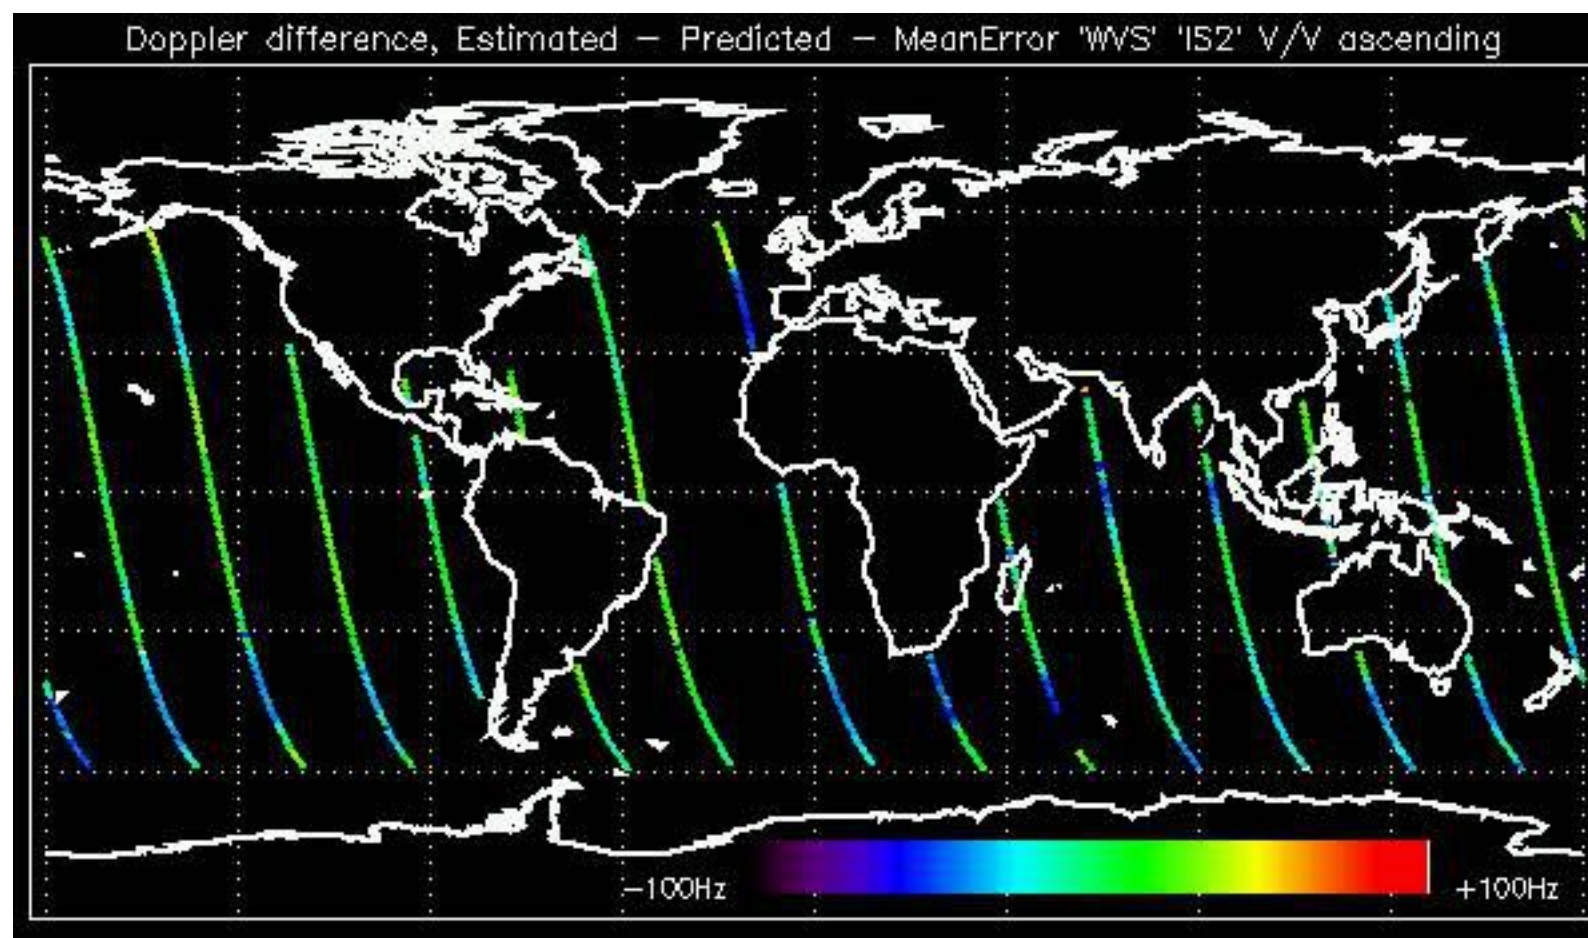 Doppler difference, Estimated – Predicted – MeanError 'WVS' 'IS2' V/V ascending
–100Hz
+100Hz